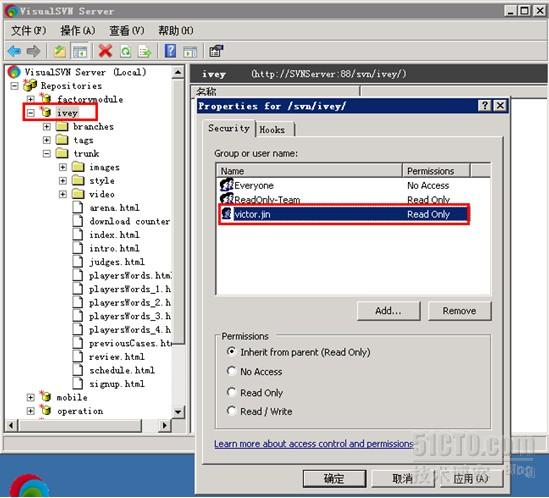 VisualSVN Server
文件(F) 操作(A) 查看(V) 帮助(H)
VisualSVN Server (Local)
Repositories
factorymodule
ivey
branches
tags
trunk
images
style
video
arena.html
download counter
index.html
intro.html
judges.html
playersWords.html
playersWords_1.h
playersWords_2.h
playersWords_3.h
playersWords_4.h
previousCases.html
review.html
schedule.html
signup.html
mobile
operation
ivey (http://SVNServer:88/svn/ivey/)
名称
Properties for /svn/ivey/
Security Hooks
Group or user name:
Name Permissions
Everyone No Access
ReadOnly-Team Read Only
victor.jin Read Only
Add... Remove
Permissions
Inherit from parent (Read Only)
No Access
Read Only
Read / Write
Learn more about access control and permissions
确定 取消 应用(A)
51CTO.com
技术博客 Blog